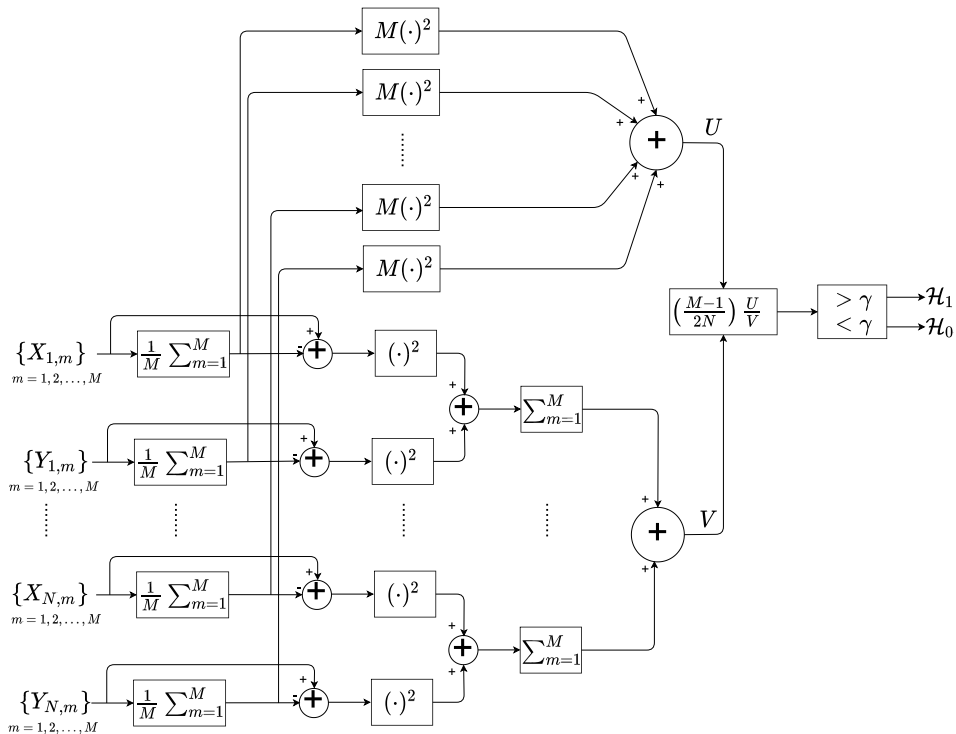 M(·)²
M(·)²
M(·)²
M(·)²
+ + + + +
U
(M−1/2N) U/V
> γ
< γ
ℋ₁
ℋ₀
{X₁,ₘ}
m = 1, 2, . . . , M
1/M ∑ᴹₘ₌₁
+ - +
(·)²
+ + +
∑ᴹₘ₌₁
{Y₁,ₘ}
m = 1, 2, . . . , M
1/M ∑ᴹₘ₌₁
+ - +
(·)²
+ + +
V
{X_{N,m}}
m = 1, 2, . . . , M
1/M ∑ᴹₘ₌₁
+ - +
(·)²
+ + +
∑ᴹₘ₌₁
{Y_{N,m}}
m = 1, 2, . . . , M
1/M ∑ᴹₘ₌₁
+ - +
(·)²